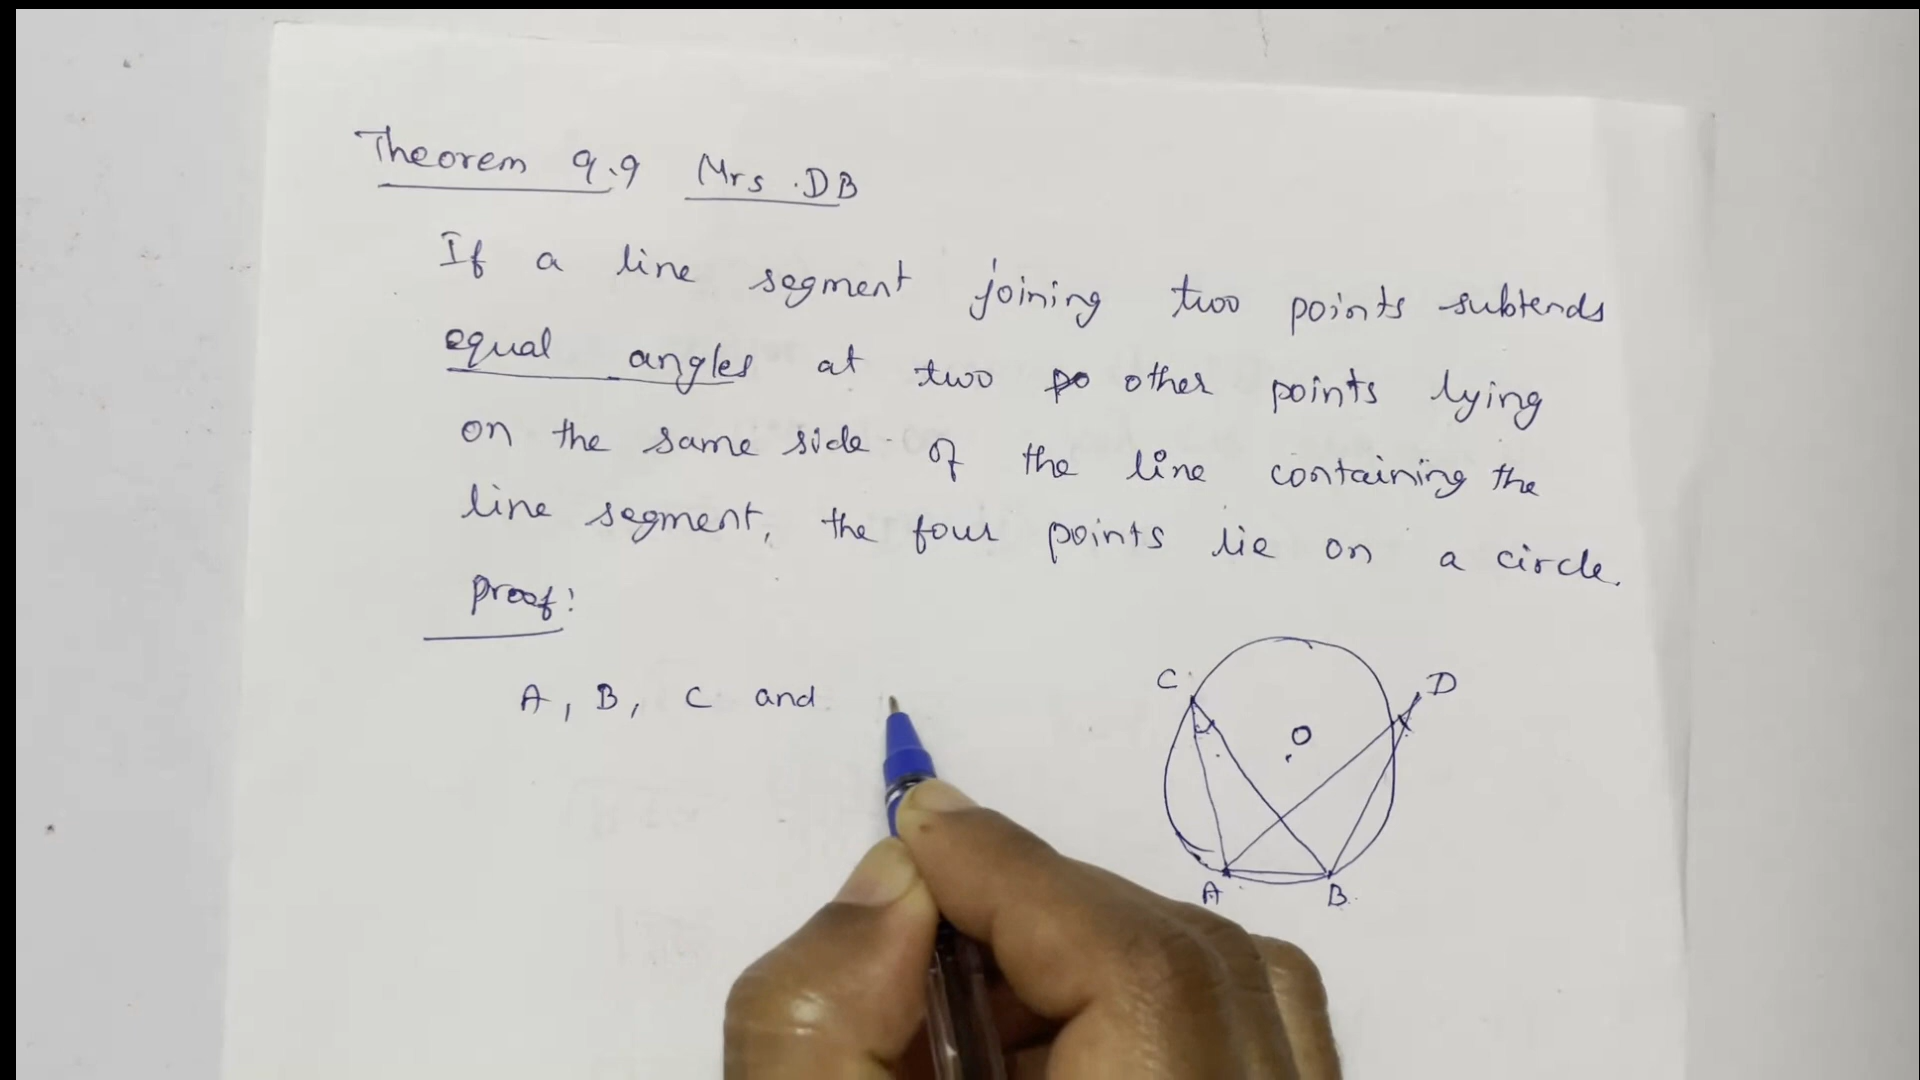 Theorem 9.9 Mrs. DB
If a line segment joining two points subtends
equal angles at two other points lying
on the same side of the line containing the
line segment, the four points lie on a circle.
Proof:
A, B, C and
C
D
O
A
B